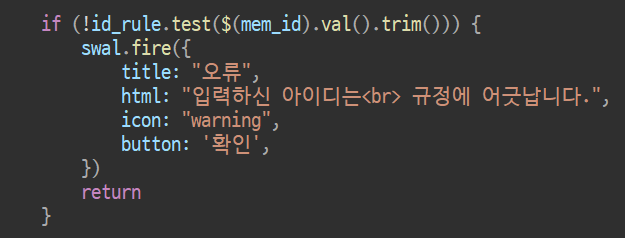 if (!id_rule.test($(mem_id).val().trim())) {
swal.fire({
title: "오류",
html: "입력하신 아이디는<br> 규정에 어긋납니다.",
icon: "warning",
button: '확인',
})
return
}